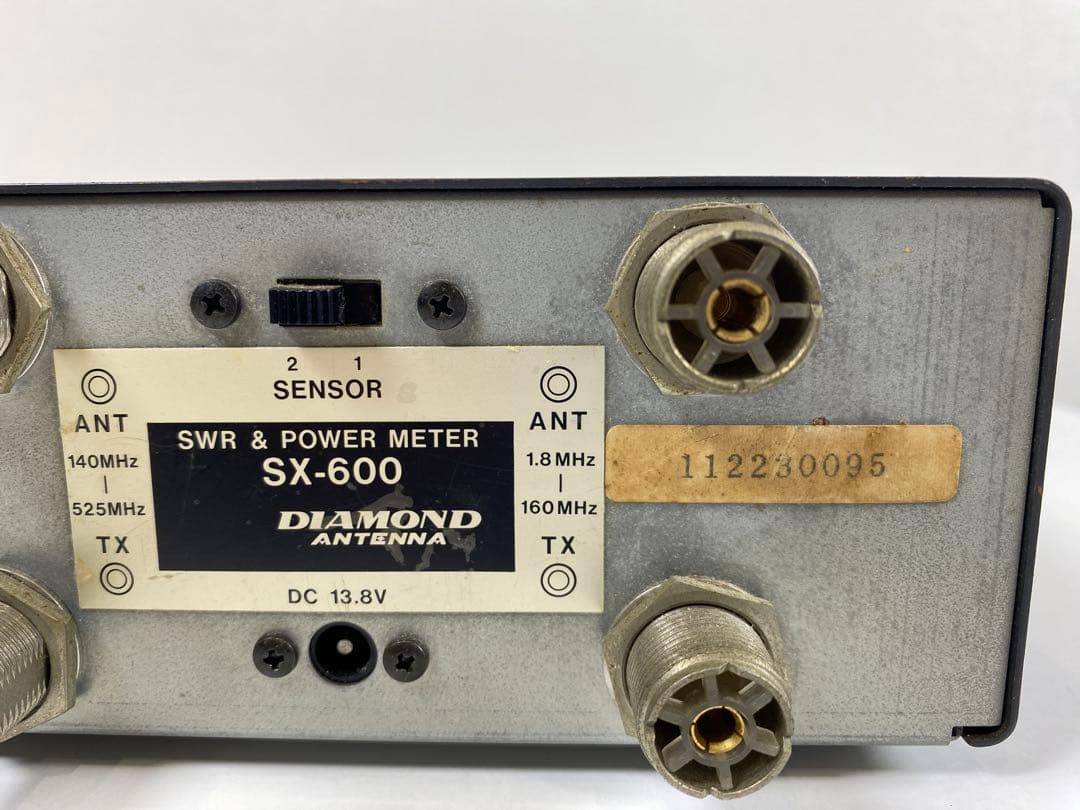 2 1
SENSOR
ANT
140MHz
525MHz
TX
SWR & POWER METER
SX-600
DIAMOND
ANTENNA
ANT
1.8MHz
160MHz
TX
DC 13.8V
112230095